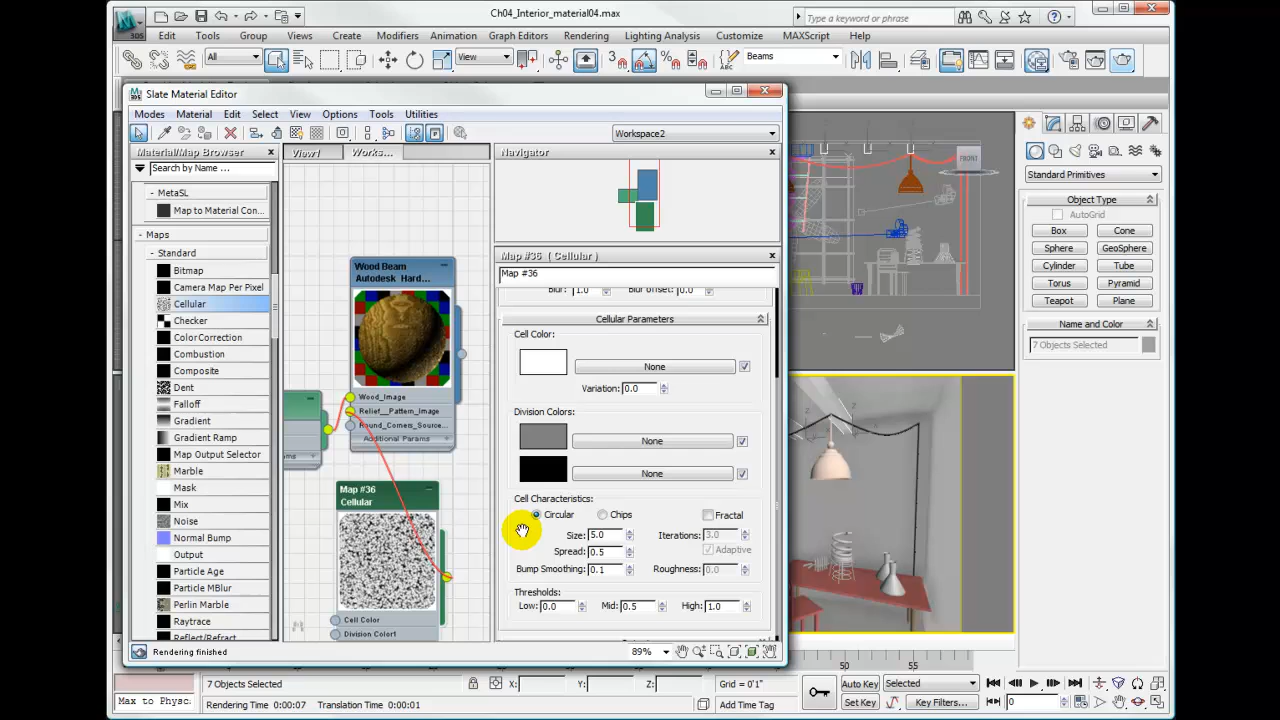 3DS
Ch04_Interior_material04.max
Type a keyword or phrase
Edit Tools Group Views Create Modifiers Animation Graph Editors Rendering Lighting Analysis Customize MAXScript Help
All View Beams
Slate Material Editor
Modes Material Edit Select View Options Tools Utilities
Workspace2
Material/Map Browser
Search by Name ...
MetaSL
Map to Material Con...
Maps
Standard
Bitmap
Camera Map Per Pixel
Cellular
Checker
ColorCorrection
Combustion
Composite
Dent
Falloff
Gradient
Gradient Ramp
Map Output Selector
Marble
Mask
Mix
Noise
Normal Bump
Output
Particle Age
Particle MBlur
Perlin Marble
Raytrace
Reflect/Refract
View1 Works...
Wood Beam
Autodesk Hard...
Wood_Image
Relief__Pattern_Image
Round_Corners_Source...
Additional Params
Map #36
Cellular
Cell Color
Division Color1
Navigator
Map #36 ( Cellular )
Map #36
Blur: 1.0 Blur offset: 0.0
Cellular Parameters
Cell Color:
None
Variation: 0.0
Division Colors:
None
None
Cell Characteristics:
Circular Chips Fractal
Size: 5.0 Iterations: 3.0
Spread: 0.5 Adaptive
Bump Smoothing: 0.1 Roughness: 0.0
Thresholds:
Low: 0.0 Mid: 0.5 High: 1.0
Rendering finished
89%
FRONT
Standard Primitives
Object Type
AutoGrid
Box Cone
Sphere GeoSphere
Cylinder Tube
Torus Pyramid
Teapot Plane
Name and Color
7 Objects Selected
50 55
7 Objects Selected X: Y: Z: Grid = 0'1" Auto Key Selected
Max to Physc Rendering Time 0:00:07 Translation Time 0:00:01 Add Time Tag Set Key Key Filters... 0